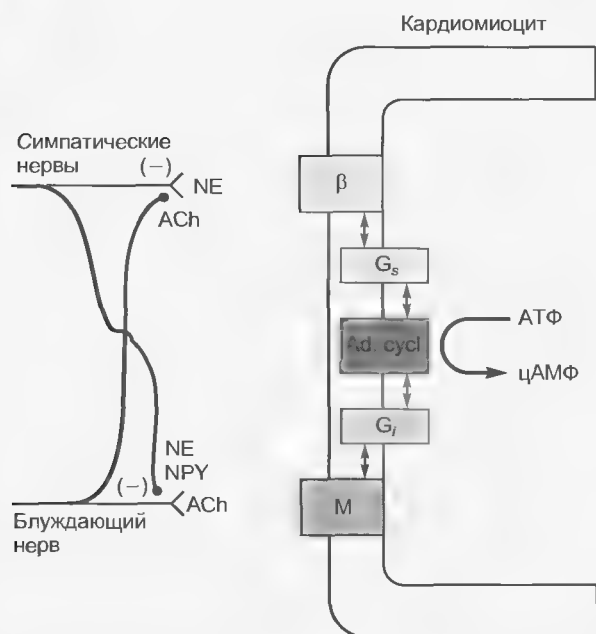 Кардиомиоцит
Симпатические
нервы
(−)
NE
ACh
β
Gs
Ad. cycl
АТФ
цАМФ
Gi
NE
NPY
(−)
ACh
M
Блуждающий
нерв